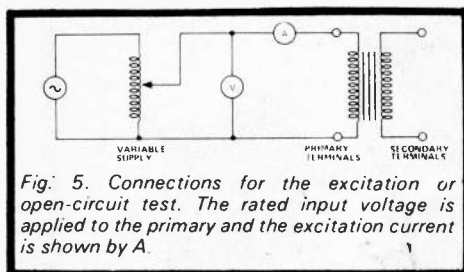 A
V
VARIABLE SUPPLY
PRIMARY TERMINALS
SECONDARY TERMINALS
Fig. 5. Connections for the excitation or
open-circuit test. The rated input voltage is
applied to the primary and the excitation current
is shown by A.